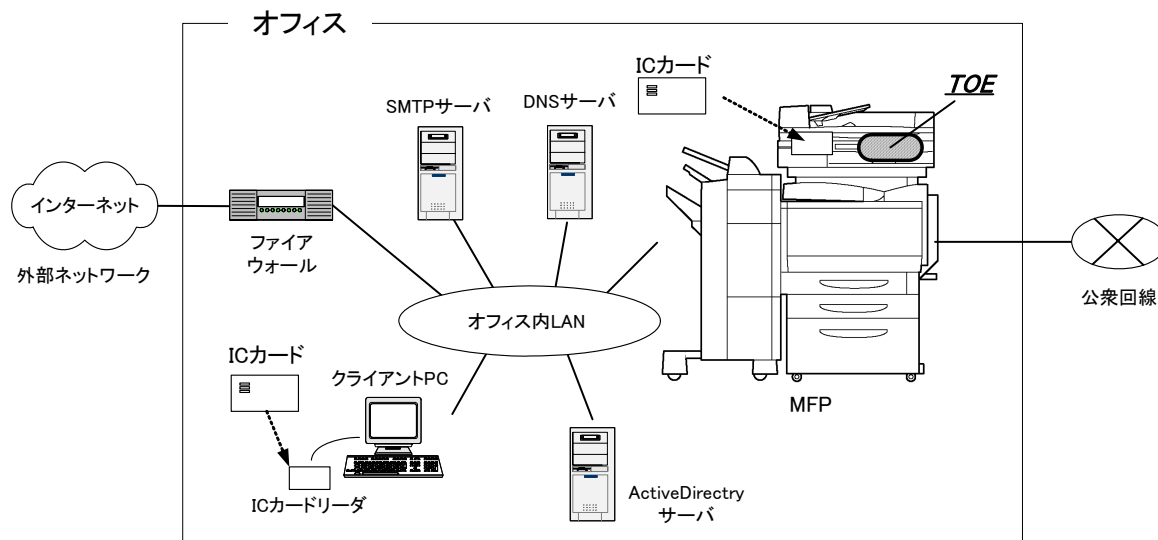 オフィス
ICカード
TOE
SMTPサーバ
DNSサーバ
インターネット
外部ネットワーク
ファイア
ウォール
オフィス内LAN
公衆回線
MFP
ICカード
クライアントPC
ICカードリーダ
ActiveDirectry
サーバ